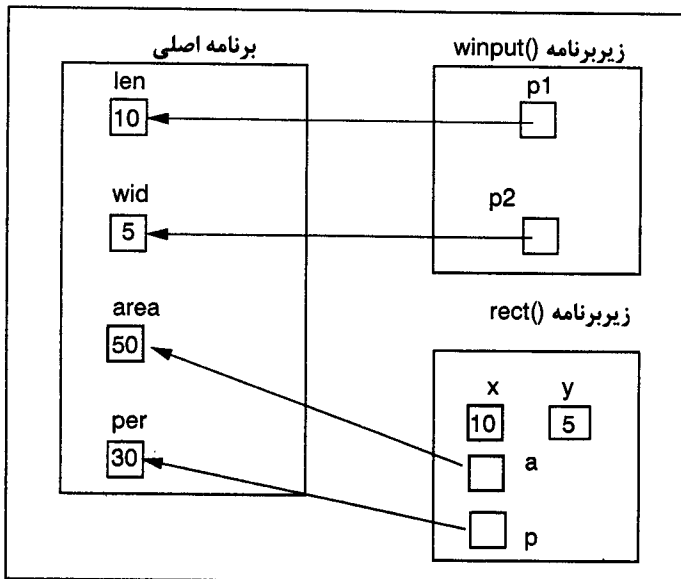 برنامه اصلی
len
10
wid
5
area
50
per
30
زیربرنامه winput()
p1
p2
زیربرنامه rect()
x y
10 5
a
p